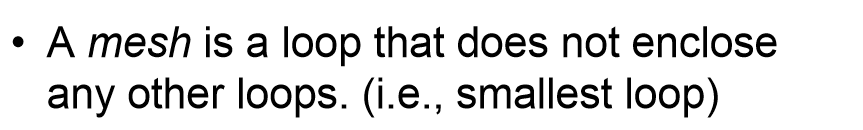 • A mesh is a loop that does not enclose
any other loops. (i.e., smallest loop)